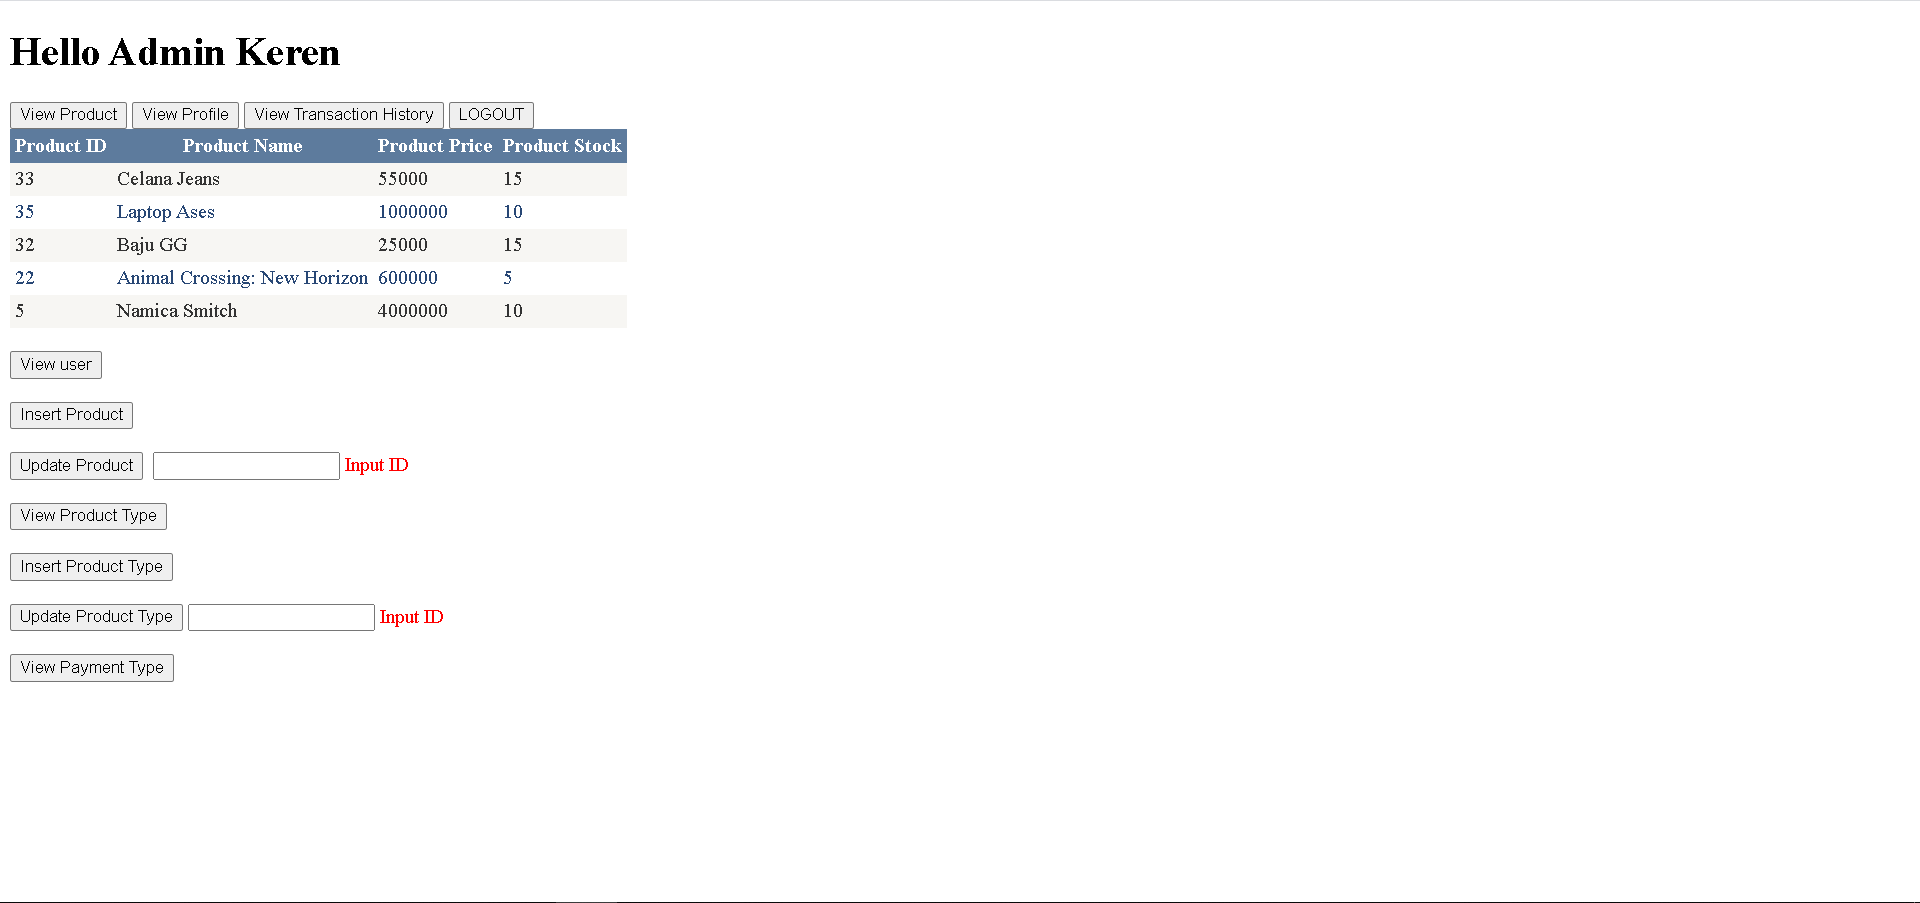 Hello Admin Keren
View Product View Profile View Transaction History LOGOUT
Product ID Product Name Product Price Product Stock
33 Celana Jeans 55000 15
35 Laptop Ases 1000000 10
32 Baju GG 25000 15
22 Animal Crossing: New Horizon 600000 5
5 Namica Smitch 4000000 10
View user
Insert Product
Update Product Input ID
View Product Type
Insert Product Type
Update Product Type Input ID
View Payment Type